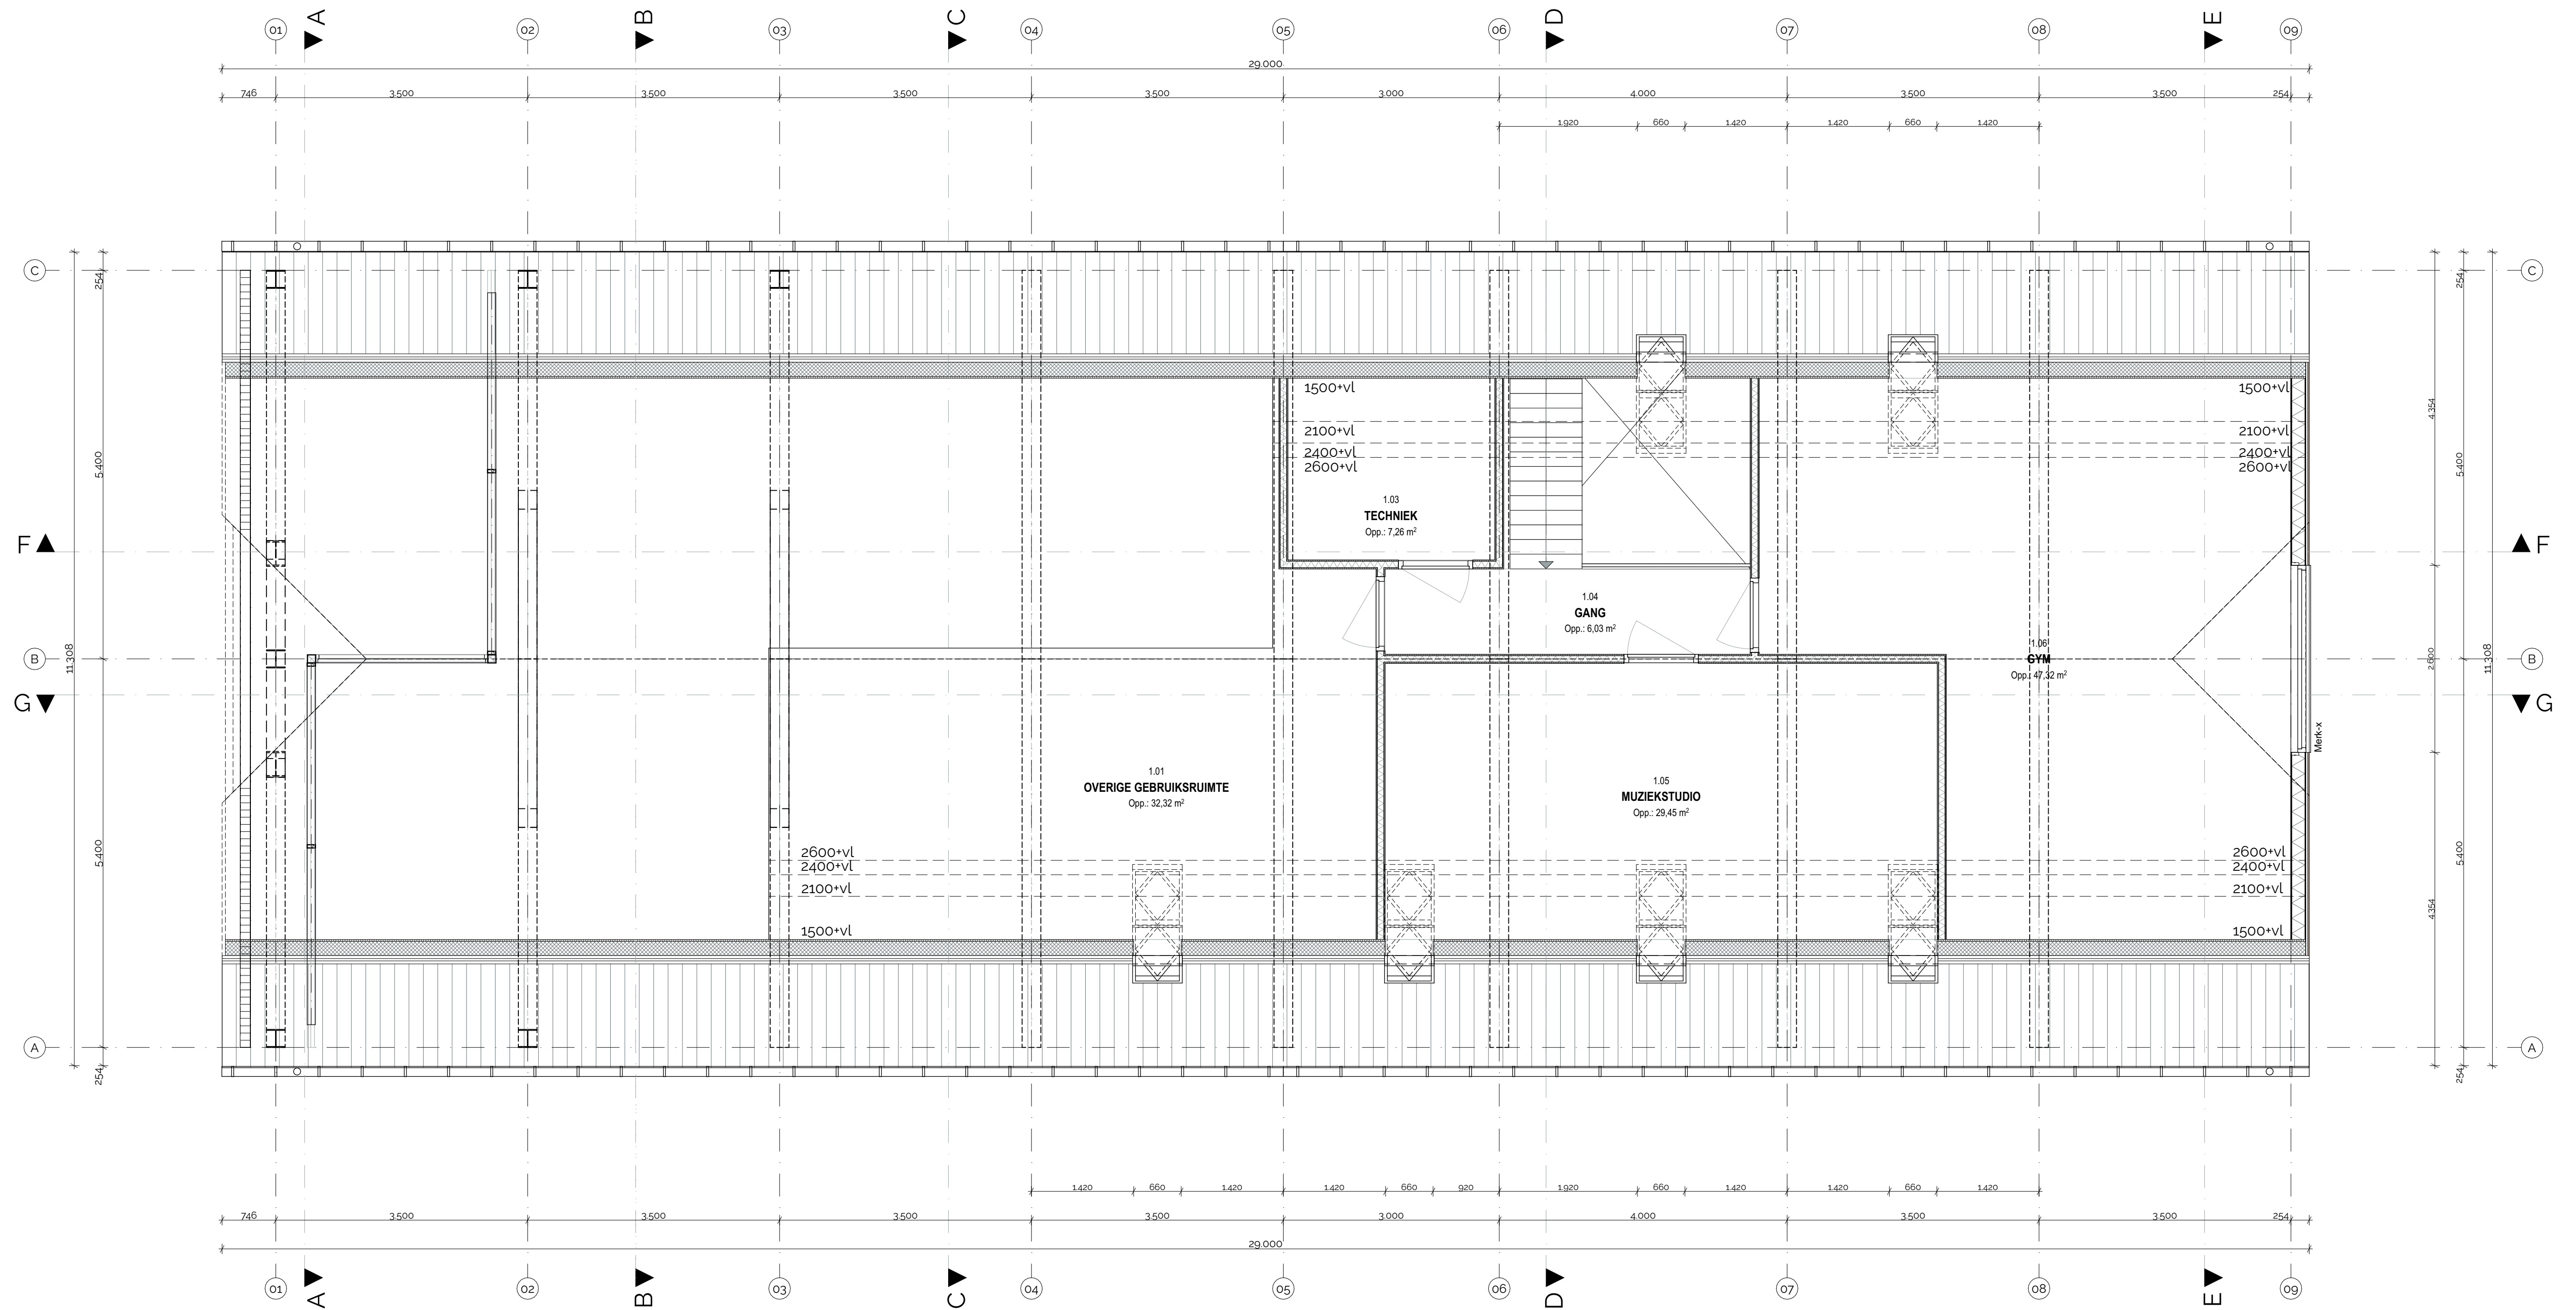 A B C D E
01 02 03 04 05 06 07 08 09
29.000
746 3.500 3.500 3.500 3.500 3.000 4.000 3.500 3.500 254
1.920 660 1.420 1.420 660 1.420
C C
254 254
1500+vl 1500+vl
4.354
2100+vl 2100+vl
2400+vl 2400+vl
2600+vl 2600+vl
5.400 5.400
1.03
TECHNIEK
Opp.: 7,26 m²
F F
1.04
GANG
Opp.: 6,03 m²
1.06
GYM
Opp.: 47,32 m²
B B
11.308 2.600 11.308
G G
Merk-x
1.01
OVERIGE GEBRUIKSRUIMTE
Opp.: 32,32 m²
1.05
MUZIEKSTUDIO
Opp.: 29,45 m²
5.400 5.400
2600+vl 2600+vl
2400+vl 2400+vl
2100+vl 2100+vl
4.354
1500+vl 1500+vl
A A
254 254
1.420 660 1.420 1.420 660 920 1.920 660 1.420 1.420 660 1.420
746 3.500 3.500 3.500 3.500 3.000 4.000 3.500 3.500 254
29.000
01 02 03 04 05 06 07 08 09
A B C D E